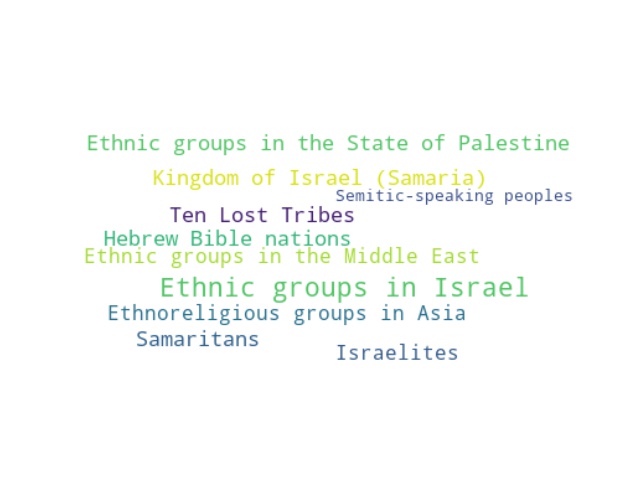 Ethnic groups in the State of Palestine
Kingdom of Israel (Samaria)
Semitic-speaking peoples
Ten Lost Tribes
Hebrew Bible nations
Ethnic groups in the Middle East
Ethnic groups in Israel
Ethnoreligious groups in Asia
Samaritans
Israelites